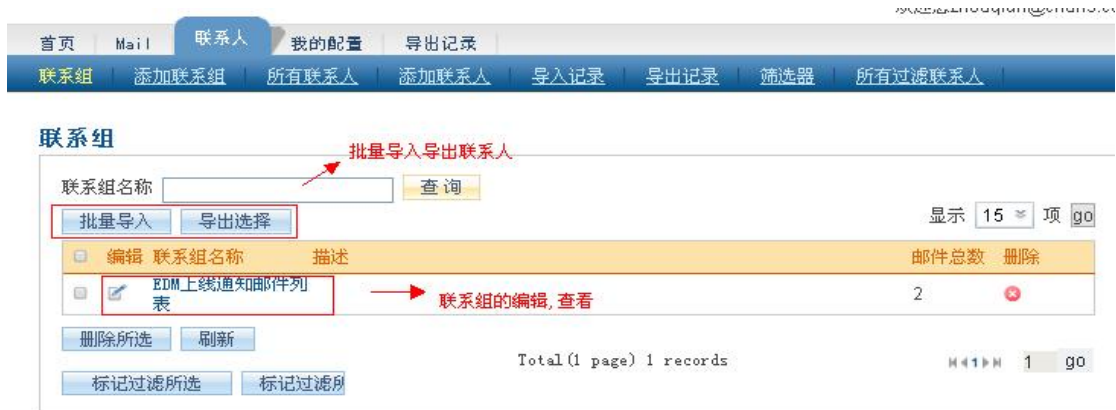 首页 Mail 联系人 我的配置 导出记录
联系组 添加联系组 所有联系人 添加联系人 导入记录 导出记录 筛选器 所有过滤联系人
联系组
批量导入导出联系人
联系组名称 查询
批量导入 导出选择 显示 15 项 go
编辑 联系组名称 描述 邮件总数 删除
EDM上线通知邮件列
表
2
联系组的编辑,查看
删除所选 刷新
Total(1 page) 1 records 1 1 go
标记过滤所选 标记过滤